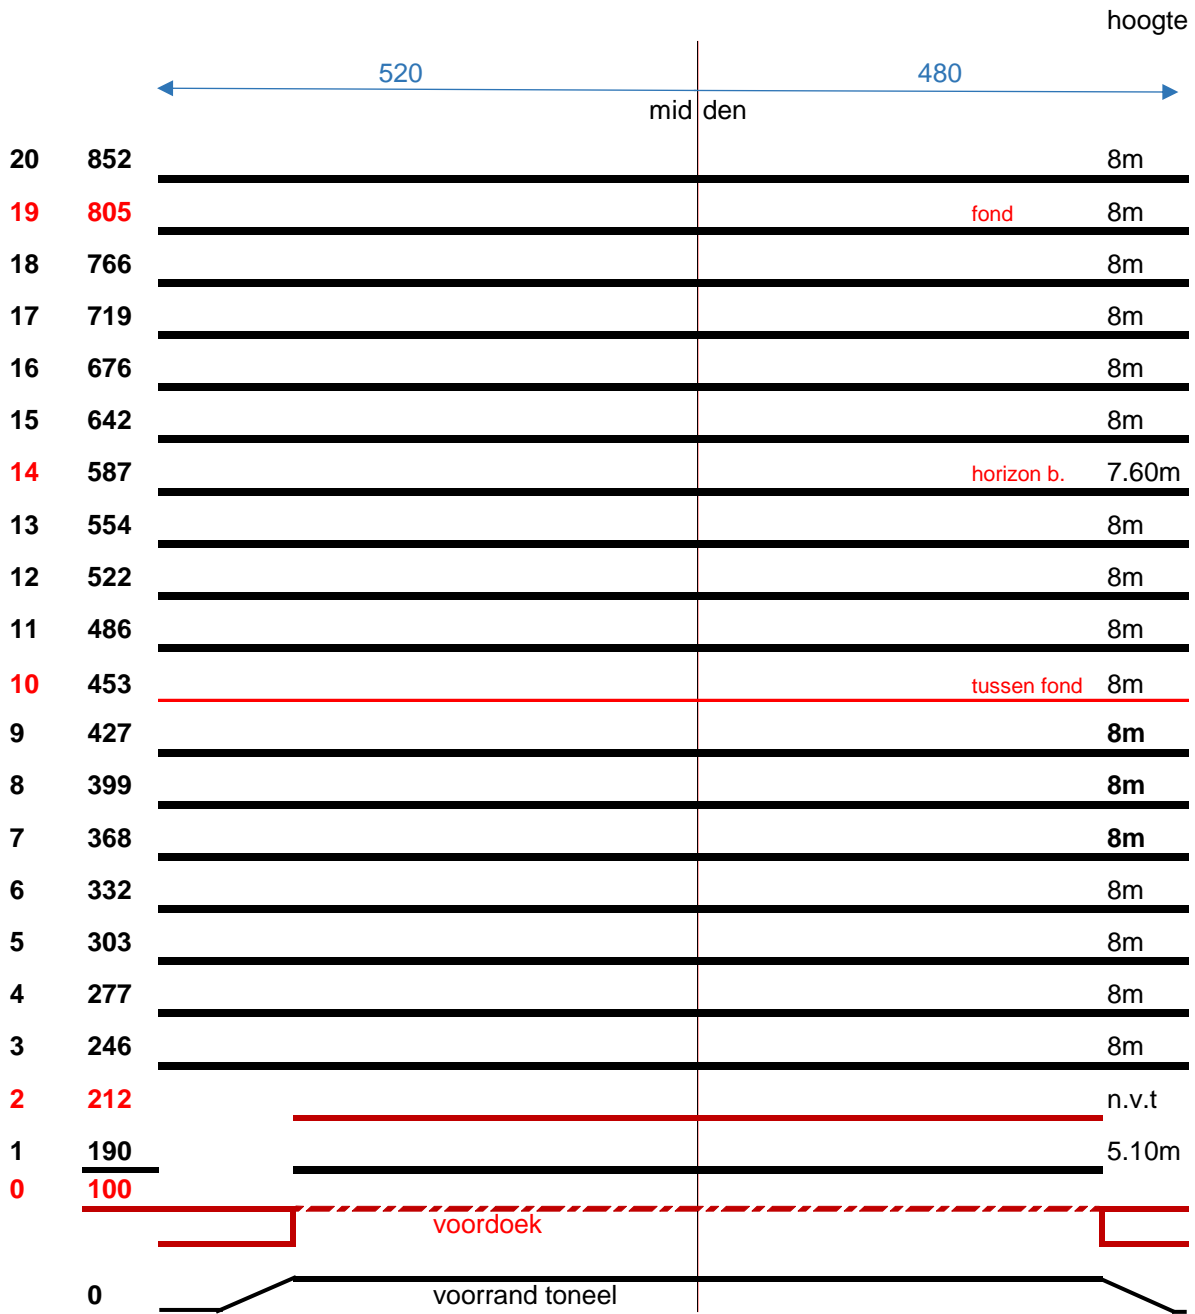 hoogte
520 480
mid den
20 852 8m
19 805 fond 8m
18 766 8m
17 719 8m
16 676 8m
15 642 8m
14 587 horizon b. 7.60m
13 554 8m
12 522 8m
11 486 8m
10 453 tussen fond 8m
9 427 8m
8 399 8m
7 368 8m
6 332 8m
5 303 8m
4 277 8m
3 246 8m
2 212 n.v.t
1 190 5.10m
0 100
voordoek
0 voorrand toneel